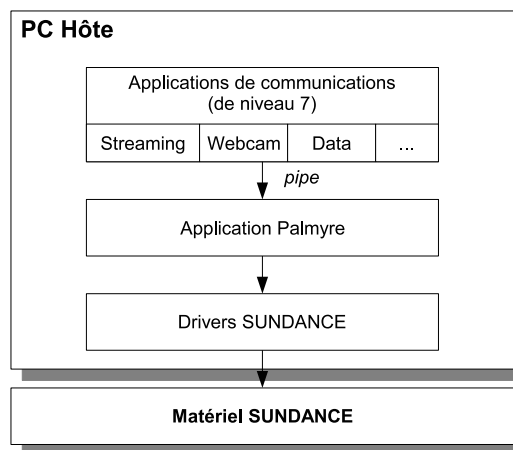 PC Hôte
Applications de communications
(de niveau 7)
Streaming Webcam Data ...
pipe
Application Palmyre
Drivers SUNDANCE
Matériel SUNDANCE